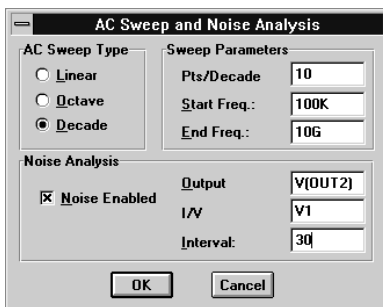 AC Sweep and Noise Analysis
AC Sweep Type
Linear
Octave
Decade
Sweep Parameters
Pts/Decade 10
Start Freq.: 100K
End Freq.: 10G
Noise Analysis
Noise Enabled
Output V(OUT2)
I/V V1
Interval: 30
OK Cancel